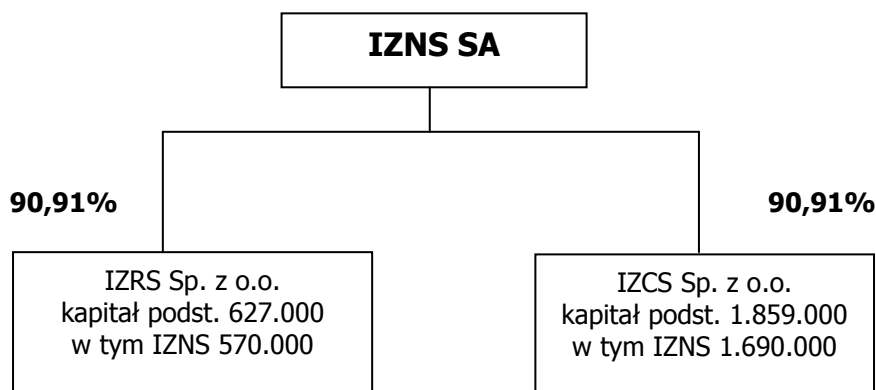 IZNS SA
90,91%
90,91%
IZRS Sp. z o.o.
kapitał podst. 627.000
w tym IZNS 570.000
IZCS Sp. z o.o.
kapitał podst. 1.859.000
w tym IZNS 1.690.000